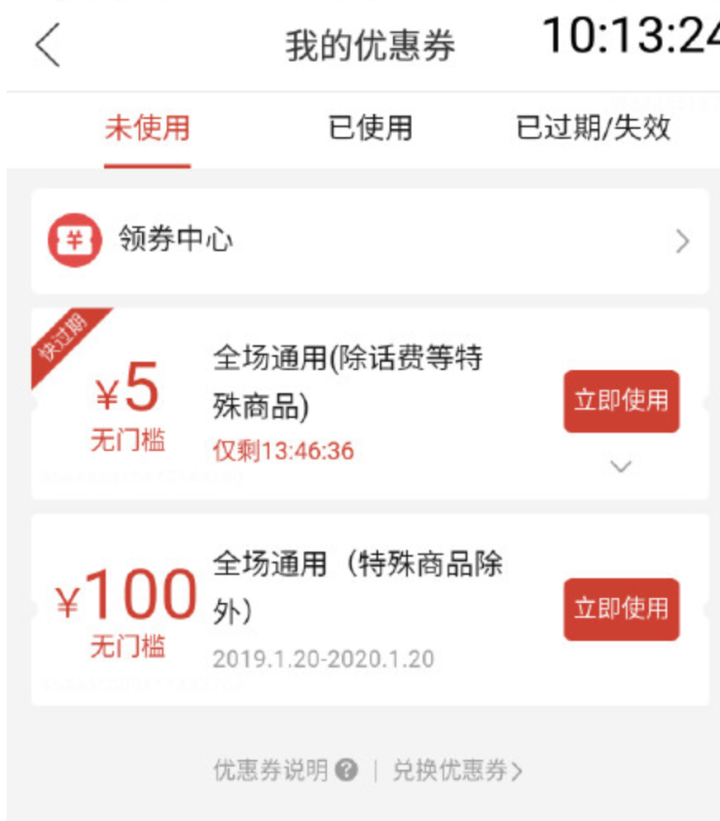 我的优惠券 10:13:24
未使用 已使用 已过期/失效
领券中心
快过期
全场通用(除话费等特
殊商品)
¥5
无门槛
仅剩13:46:36
立即使用
全场通用（特殊商品除
外）
¥100
无门槛
2019.1.20-2020.1.20
立即使用
优惠券说明 ? | 兑换优惠券>